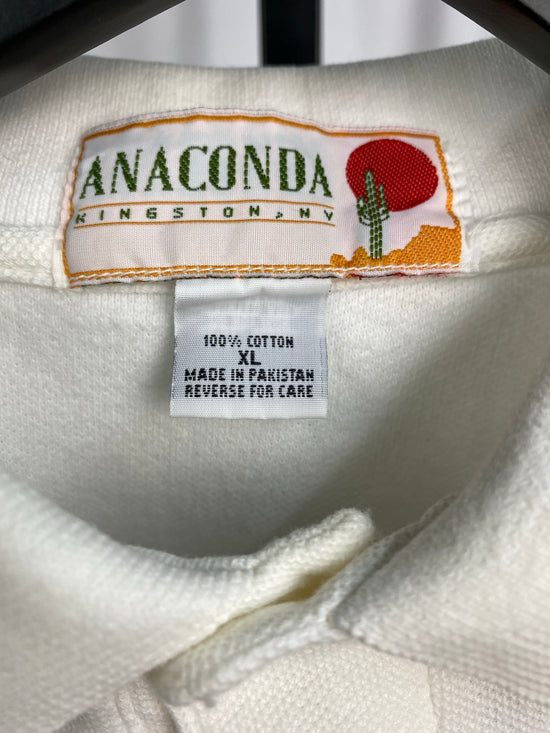 ANACONDA
KINGSTON, NY
100% COTTON
XL
MADE IN PAKISTAN
REVERSE FOR CARE